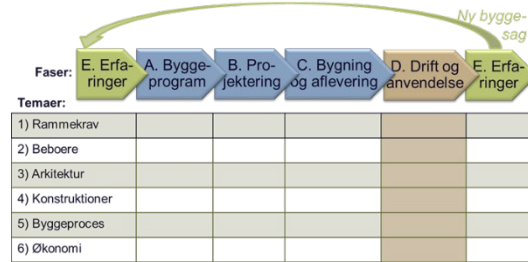 Ny bygge-
sag
Faser:
E. Erfa-
ringer
A. Bygge-
program
B. Pro-
jektering
C. Bygning
og aflevering
D. Drift og
anvendelse
E. Erfa-
ringer
Temaer:
1) Rammekrav
2) Beboere
3) Arkitektur
4) Konstruktioner
5) Byggeproces
6) Økonomi